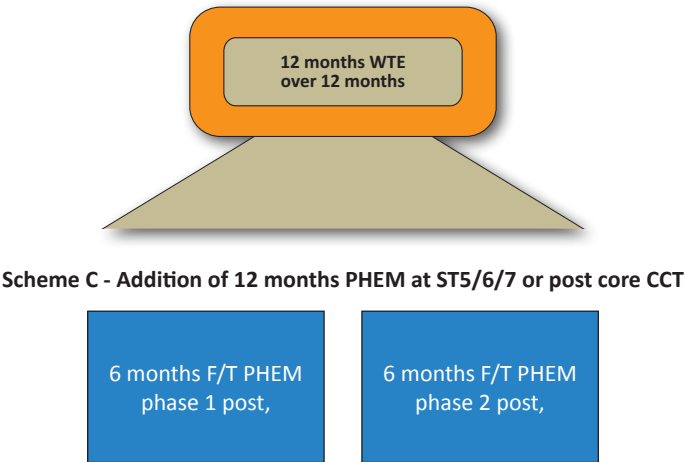 12 months WTE
over 12 months
Scheme C - Addition of 12 months PHEM at ST5/6/7 or post core CCT
6 months F/T PHEM
phase 1 post,
6 months F/T PHEM
phase 2 post,